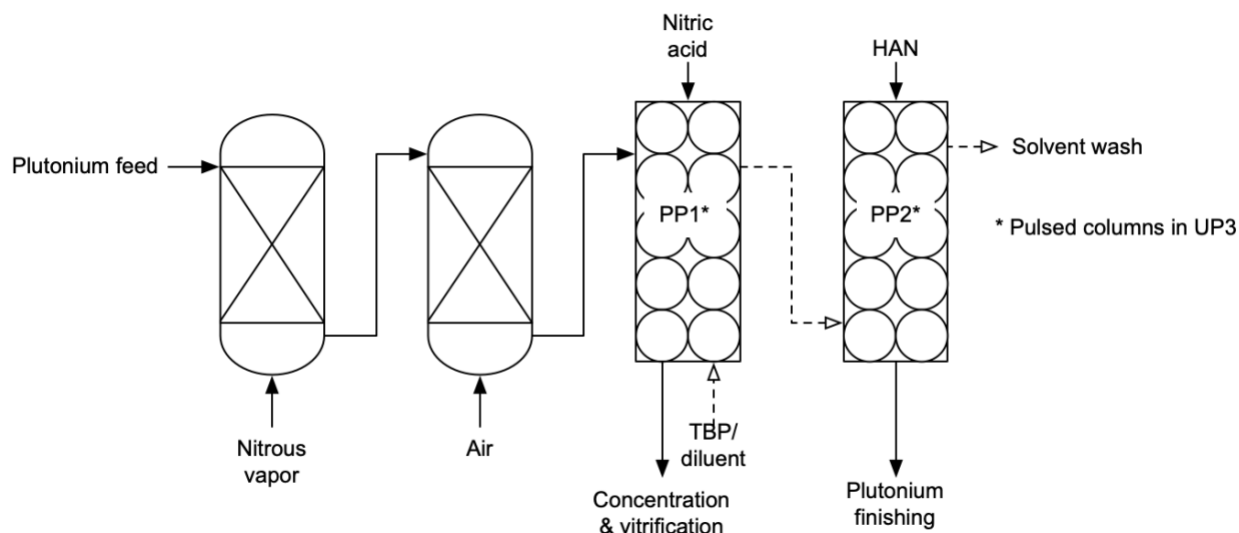 Nitric
acid
HAN
Plutonium feed
Solvent wash
PP1*
PP2*
* Pulsed columns in UP3
Nitrous
vapor
Air
TBP/
diluent
Concentration
& vitrification
Plutonium
finishing